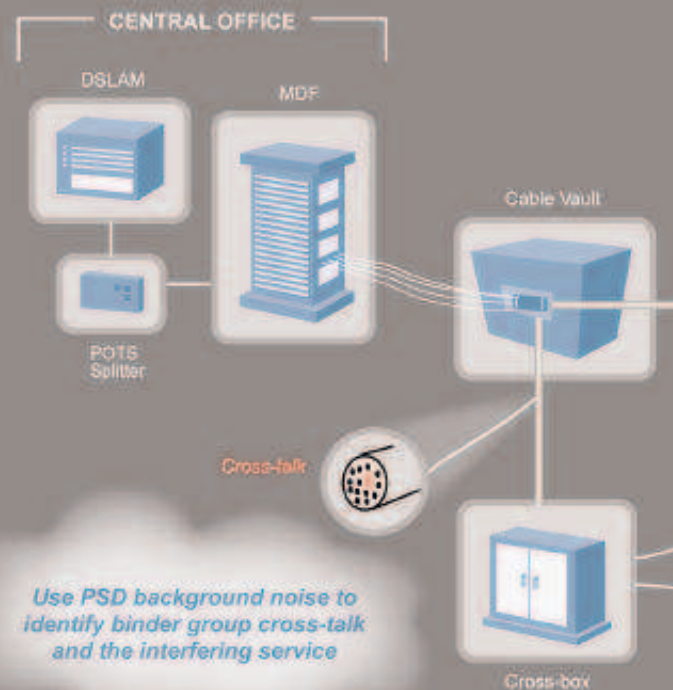 CENTRAL OFFICE
DSLAM
MDF
Cable Vault
POTS
Splitter
Cross-talk
Use PSD background noise to
identify binder group cross-talk
and the interfering service
Cross-box